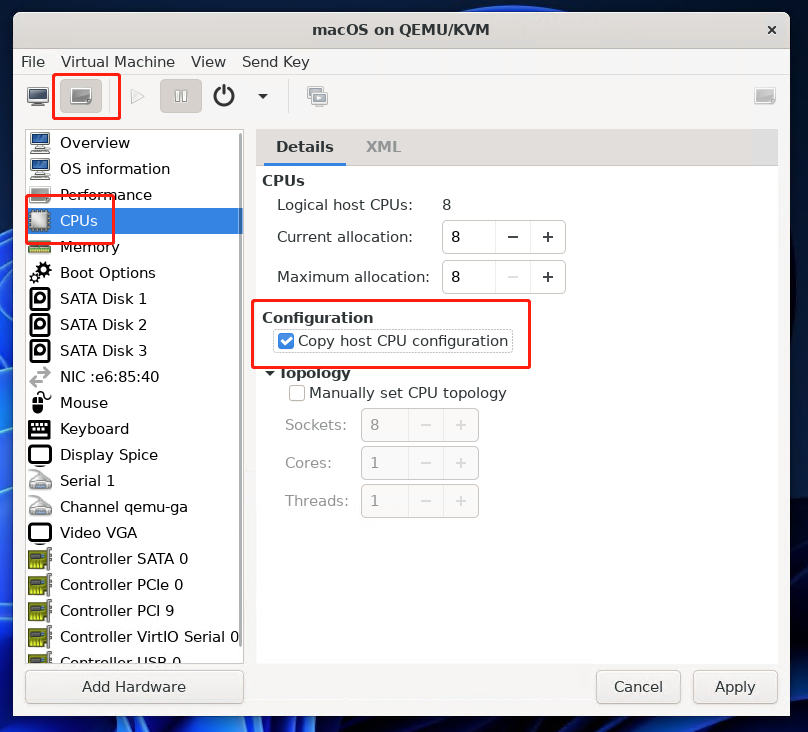 macOS on QEMU/KVM
×
File Virtual Machine View Send Key
Overview
OS information
Performance
CPUs
Memory
Boot Options
SATA Disk 1
SATA Disk 2
SATA Disk 3
NIC :e6:85:40
Mouse
Keyboard
Display Spice
Serial 1
Channel qemu-ga
Video VGA
Controller SATA 0
Controller PCIe 0
Controller PCI 9
Controller VirtIO Serial 0
Controller USB 0
Add Hardware
Details XML
CPUs
Logical host CPUs: 8
Current allocation: 8 − +
Maximum allocation: 8 − +
Configuration
Copy host CPU configuration
Topology
Manually set CPU topology
Sockets: 8 − +
Cores: 1 − +
Threads: 1 − +
Cancel Apply